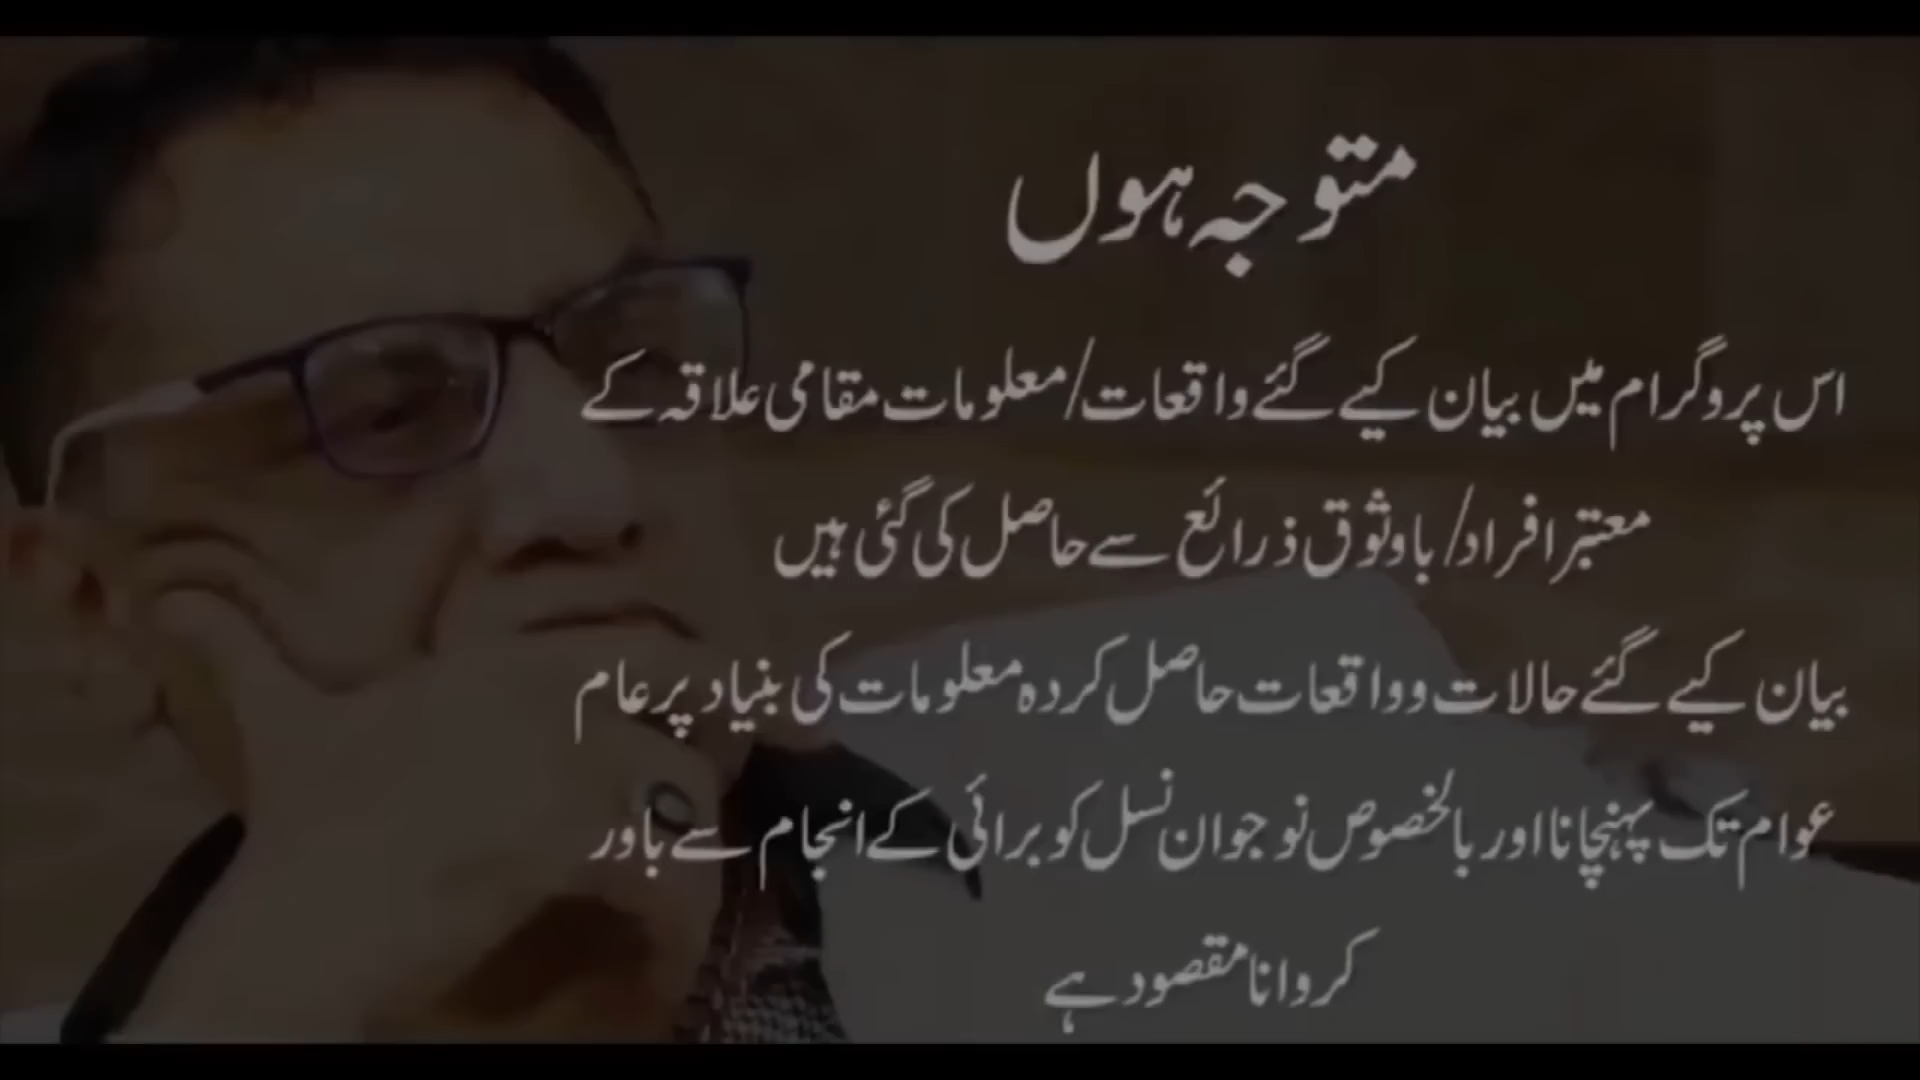 متوجہ ہوں
اس پروگرام میں بیان کیے گئے واقعات/معلومات مقامی علاقہ کے
معتبر افراد/باوثوق ذرائع سے حاصل کی گئی ہیں
بیان کیے گئے حالات و واقعات حاصل کردہ معلومات کی بنیاد پر عام
عوام تک پہنچانا اور بالخصوص نوجوان نسل کو برائی کے انجام سے باور
کروانا مقصود ہے